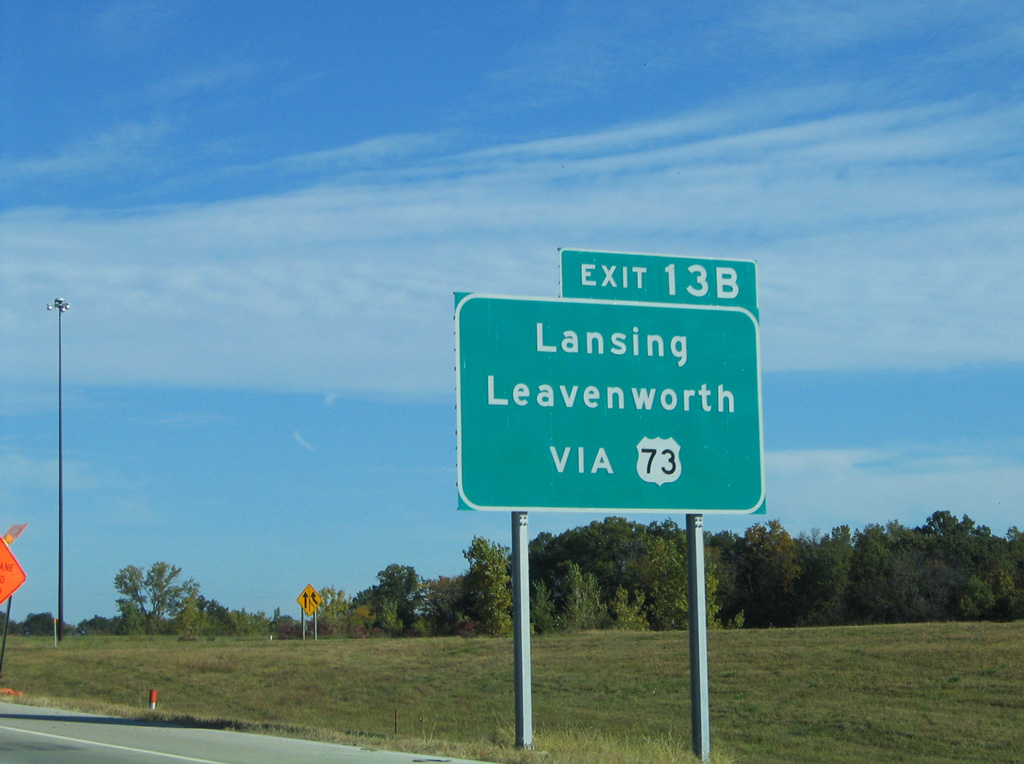 EXIT 13B
Lansing
Leavenworth
VIA 73